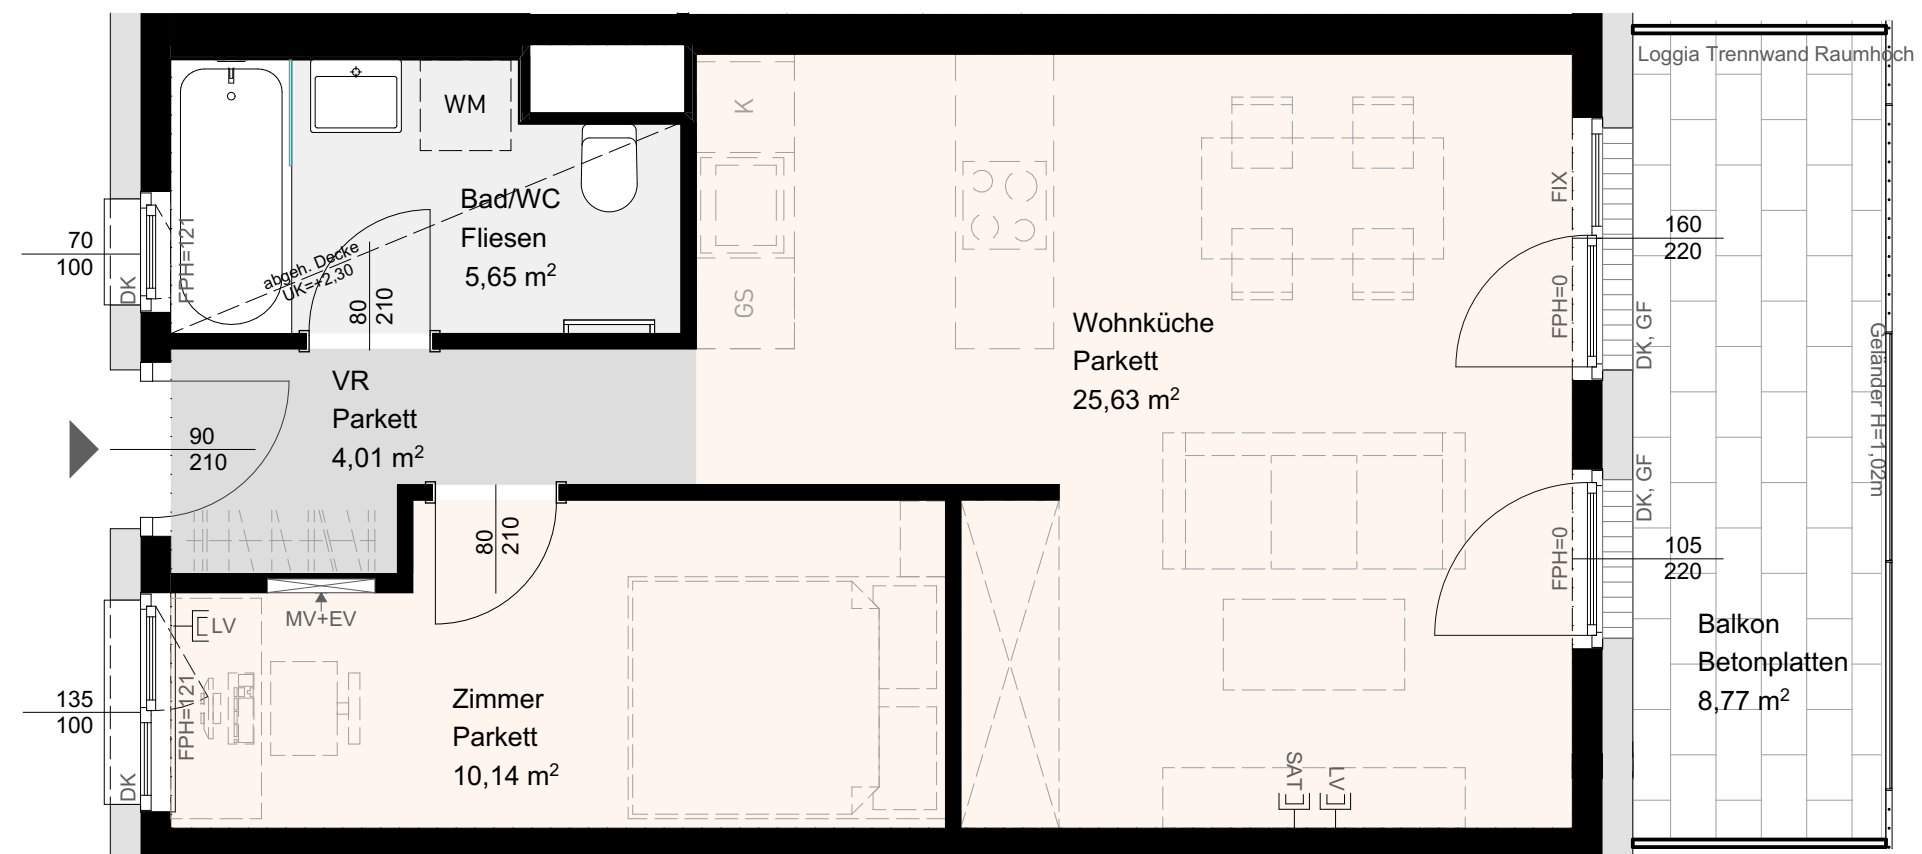 Loggia Trennwand Raumhoch
WM
K
Bad/WC
Fliesen
5,65 m²
abgeh. Decke
UK=+2,30
70
100
DK
FPH=121
80
210
GS
FIX
160
220
FPH=0
DK, GF
Wohnküche
Parkett
25,63 m²
Geländer H=1,02m
VR
Parkett
4,01 m²
90
210
80
210
DK, GF
FPH=0
105
220
MV+EV
LV
Balkon
Betonplatten
8,77 m²
135
100
FPH=121
DK
Zimmer
Parkett
10,14 m²
SAT
LV